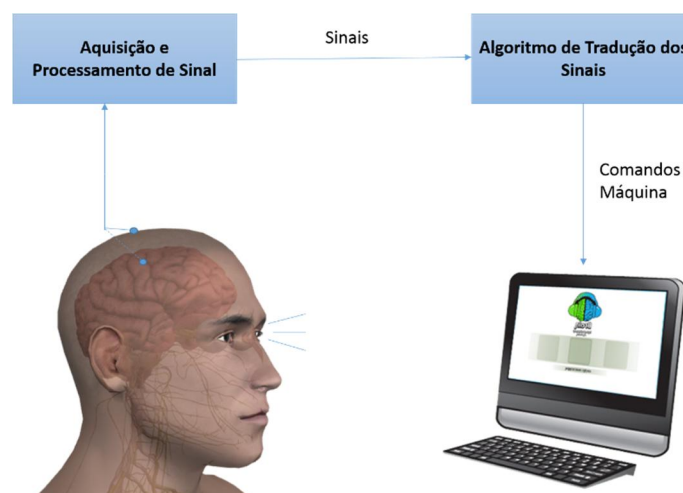 Aquisição e
Processamento de Sinal
Sinais
Algoritmo de Tradução dos
Sinais
Comandos
Máquina